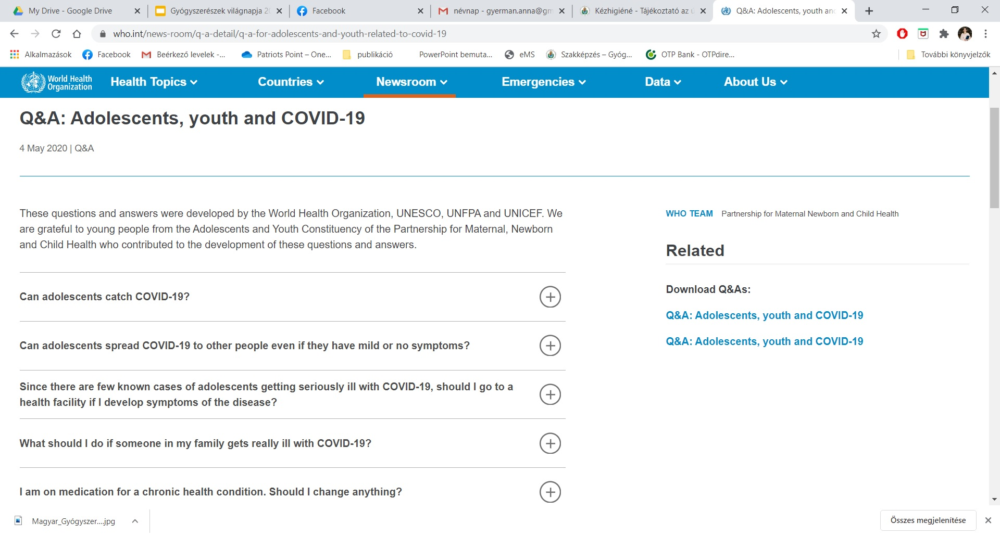 My Drive - Google Drive
Gyógyszerészek világnapja 20
Facebook
névnap - gyerman.anna@gm
Kézhigiéné - Tájékoztató az ú
Q&A: Adolescents, youth and
who.int/news-room/q-a-detail/q-a-for-adolescents-and-youth-related-to-covid-19
Alkalmazások
Facebook
Beérkező levelek -...
Patriots Point – One...
publikáció
PowerPoint bemuta...
eMS
Szakképzés – Gyóg...
OTP Bank - OTPdire...
További könyvjelzők
World Health
Organization
Health Topics
Countries
Newsroom
Emergencies
Data
About Us
Q&A: Adolescents, youth and COVID-19
4 May 2020 | Q&A
These questions and answers were developed by the World Health Organization, UNESCO, UNFPA and UNICEF. We
are grateful to young people from the Adolescents and Youth Constituency of the Partnership for Maternal, Newborn
and Child Health who contributed to the development of these questions and answers.
WHO TEAM Partnership for Maternal Newborn and Child Health
Related
Download Q&As:
Q&A: Adolescents, youth and COVID-19
Q&A: Adolescents, youth and COVID-19
Can adolescents catch COVID-19?
Can adolescents spread COVID-19 to other people even if they have mild or no symptoms?
Since there are few known cases of adolescents getting seriously ill with COVID-19, should I go to a
health facility if I develop symptoms of the disease?
What should I do if someone in my family gets really ill with COVID-19?
I am on medication for a chronic health condition. Should I change anything?
Magyar_Gyógyszer....jpg
Összes megjelenítése